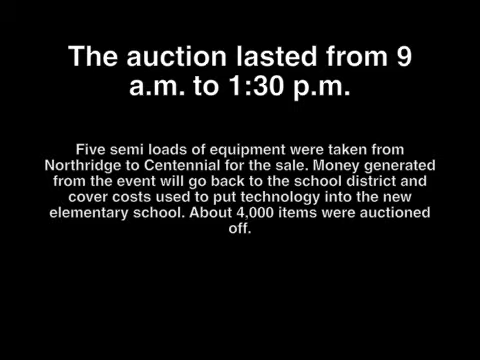 The auction lasted from 9
a.m. to 1:30 p.m.
Five semi loads of equipment were taken from
Northridge to Centennial for the sale. Money generated
from the event will go back to the school district and
cover costs used to put technology into the new
elementary school. About 4,000 items were auctioned
off.